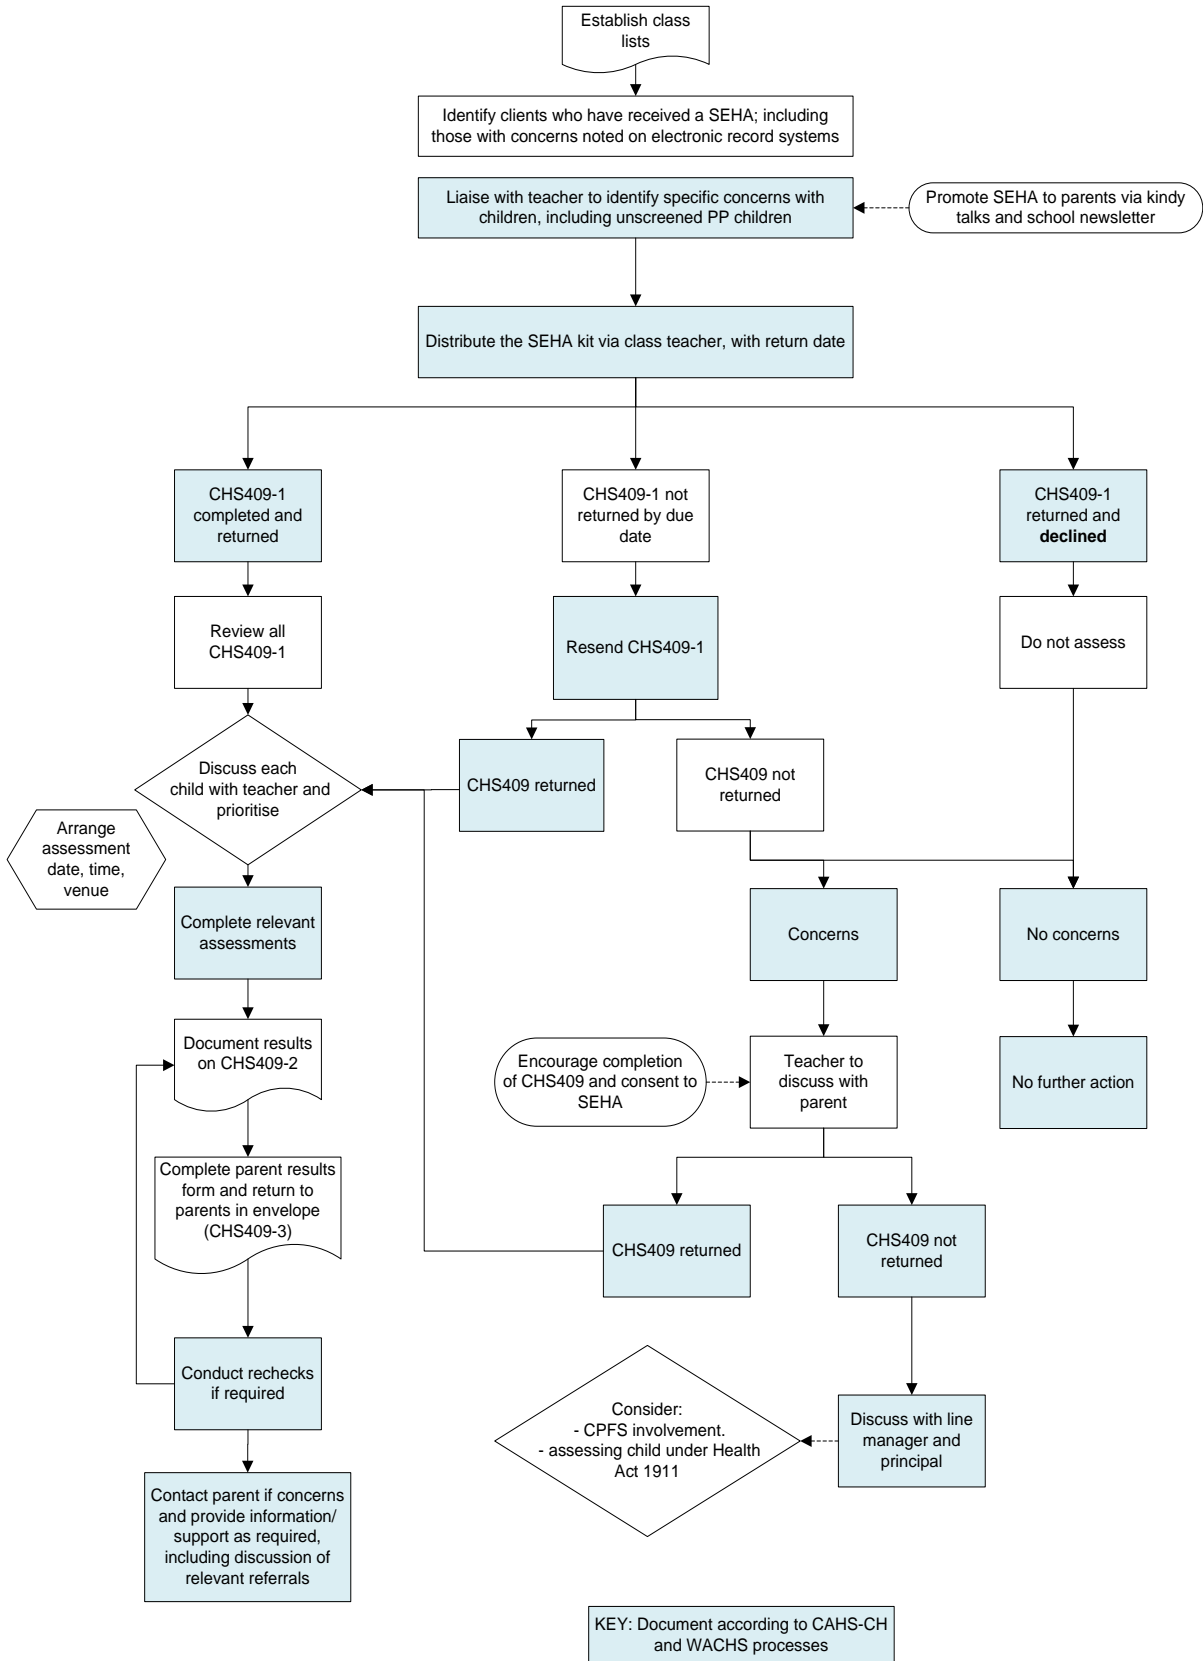 Establish class
lists
Identify clients who have received a SEHA; including
those with concerns noted on electronic record systems
Liaise with teacher to identify specific concerns with
children, including unscreened PP children
Promote SEHA to parents via kindy
talks and school newsletter
Distribute the SEHA kit via class teacher, with return date
CHS409-1
completed and
returned
CHS409-1 not
returned by due
date
CHS409-1
returned and
declined
Review all
CHS409-1
Resend CHS409-1
Do not assess
Discuss each
child with teacher and
prioritise
CHS409 returned
CHS409 not
returned
Arrange
assessment
date, time,
venue
Complete relevant
assessments
Concerns
No concerns
Document results
on CHS409-2
Encourage completion
of CHS409 and consent to
SEHA
Teacher to
discuss with
parent
No further action
Complete parent results
form and return to
parents in envelope
(CHS409-3)
CHS409 returned
CHS409 not
returned
Conduct rechecks
if required
Consider:
- CPFS involvement.
- assessing child under Health
Act 1911
Discuss with line
manager and
principal
Contact parent if concerns
and provide information/
support as required,
including discussion of
relevant referrals
KEY: Document according to CAHS-CH
and WACHS processes